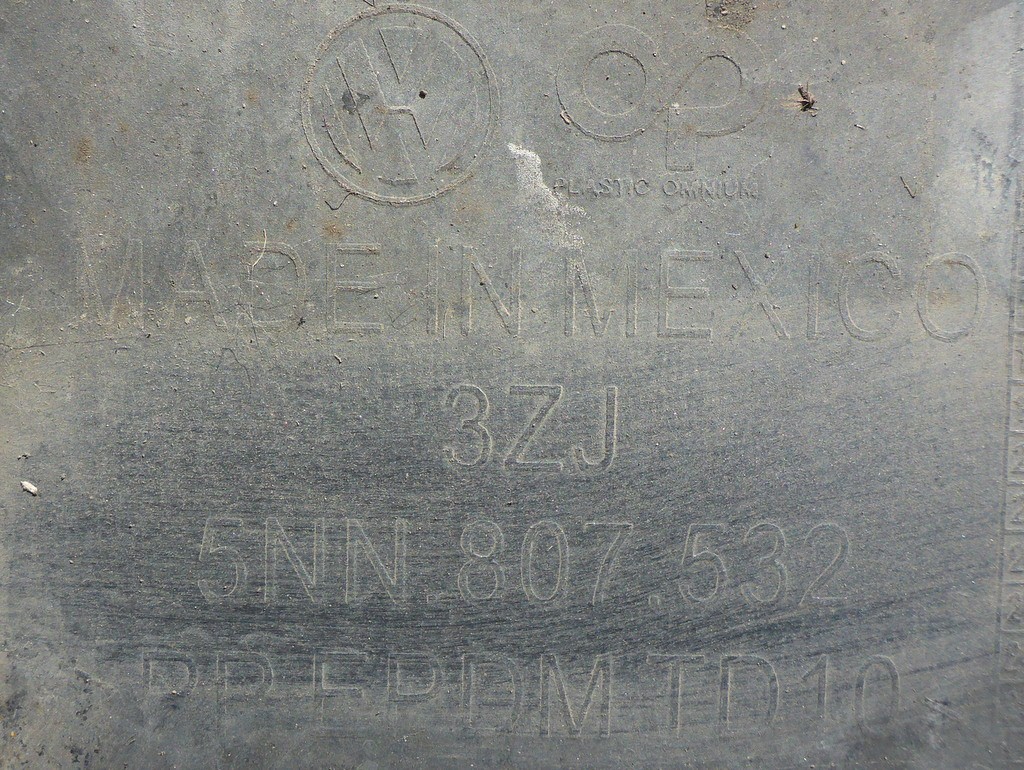 PLASTIC OMNIUM
MADE IN MEXICO
3ZJ
5NN.807.532
PP EPDM TD10